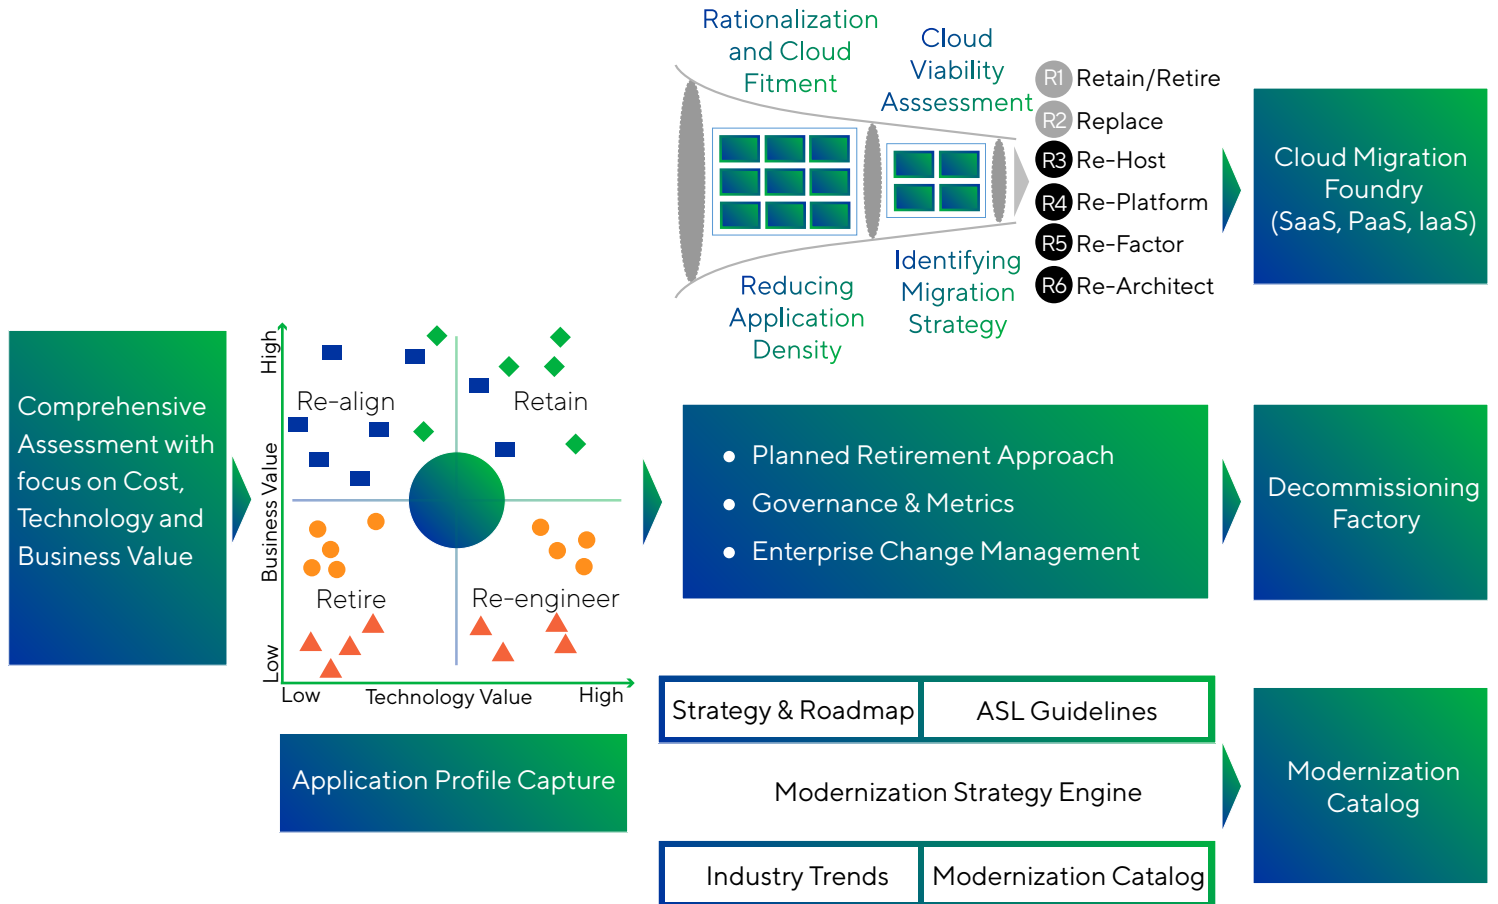 Rationalization
and Cloud
Fitment
Cloud
Viability
Asssessment
R1 Retain/Retire
R2 Replace
R3 Re-Host
R4 Re-Platform
R5 Re-Factor
R6 Re-Architect
Reducing
Application
Density
Identifying
Migration
Strategy
Cloud Migration
Foundry
(SaaS, PaaS, IaaS)
Comprehensive
Assessment with
focus on Cost,
Technology and
Business Value
High
Business Value
Low
Re-align
Retain
Retire
Re-engineer
Low
Technology Value
High
Application Profile Capture
● Planned Retirement Approach
● Governance & Metrics
● Enterprise Change Management
Decommissioning
Factory
Strategy & Roadmap
ASL Guidelines
Modernization Strategy Engine
Industry Trends
Modernization Catalog
Modernization
Catalog